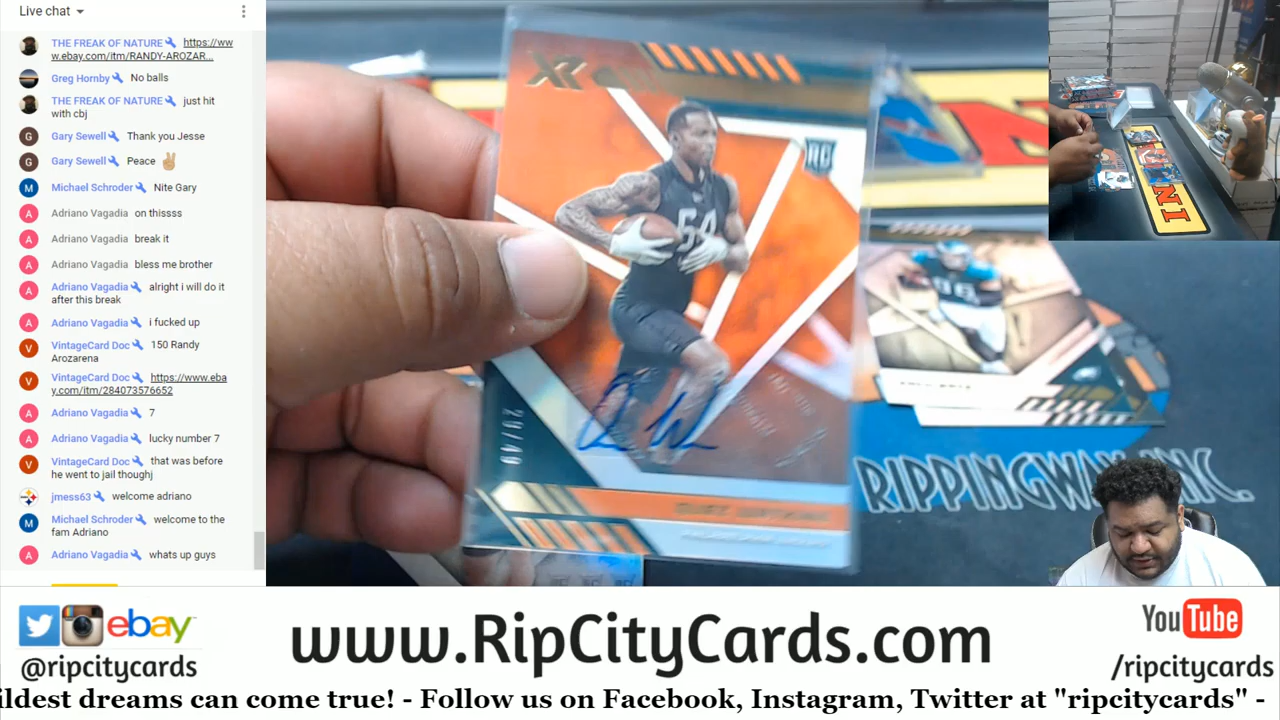 Live chat
THE FREAK OF NATURE https://ww
w.ebay.com/itm/RANDY-AROZAR...
Greg Hornby No balls
THE FREAK OF NATURE just hit
with cbj
Gary Sewell Thank you Jesse
Gary Sewell Peace
Michael Schroder Nite Gary
Adriano Vagadia on thissss
Adriano Vagadia break it
Adriano Vagadia bless me brother
Adriano Vagadia alright i will do it
after this break
Adriano Vagadia i fucked up
VintageCard Doc 150 Randy
Arozarena
VintageCard Doc https://www.eba
y.com/itm/284073576652
Adriano Vagadia 7
Adriano Vagadia lucky number 7
VintageCard Doc that was before
he went to jail thoughj
jmess63 welcome adriano
Michael Schroder welcome to the
fam Adriano
Adriano Vagadia whats up guys
XR
RC
54
29/49
RIPPINGWAX INC.
ebay
@ripcitycards
www.RipCityCards.com
YouTube
/ripcitycards
ildest dreams can come true! - Follow us on Facebook, Instagram, Twitter at "ripcitycards" -